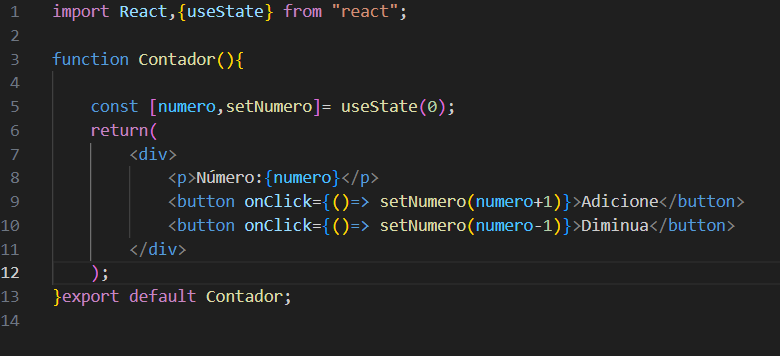 1 import React,{useState} from "react";
2
3 function Contador(){
4
5 const [numero,setNumero]= useState(0);
6 return(
7 <div>
8 <p>Número:{numero}</p>
9 <button onClick={()=> setNumero(numero+1)}>Adicione</button>
10 <button onClick={()=> setNumero(numero-1)}>Diminua</button>
11 </div>
12 );
13 }export default Contador;
14